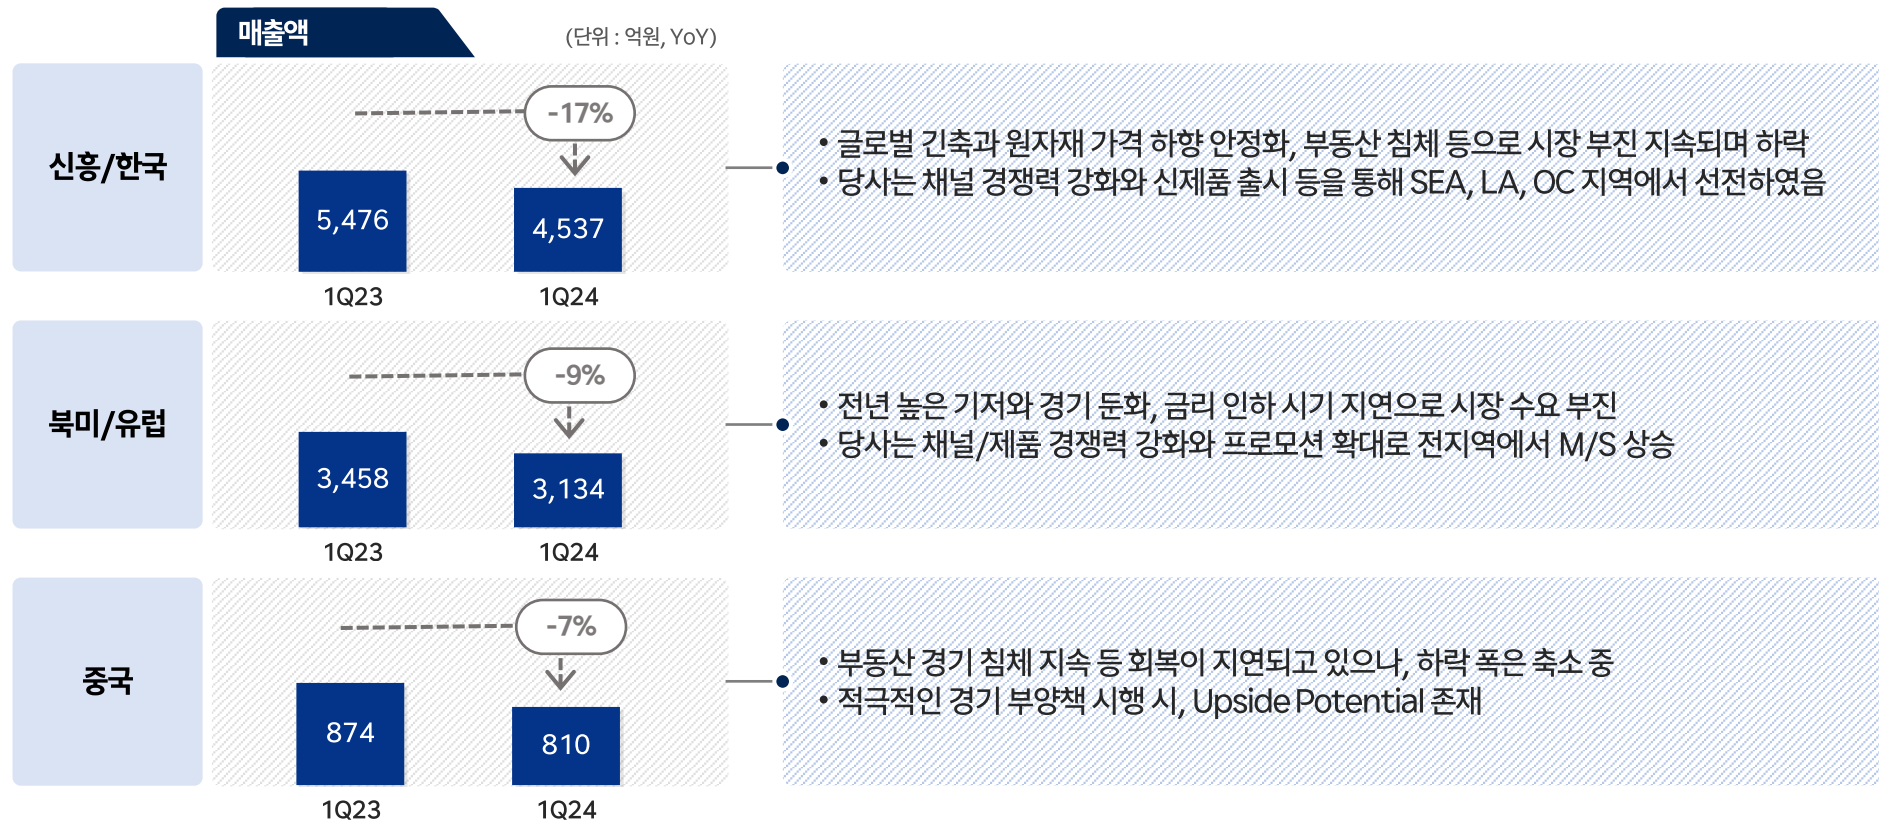 매출액
(단위 : 억원, YoY)
신흥/한국
-17%
5,476
4,537
1Q23
1Q24
• 글로벌 긴축과 원자재 가격 하향 안정화, 부동산 침체 등으로 시장 부진 지속되며 하락
• 당사는 채널 경쟁력 강화와 신제품 출시 등을 통해 SEA, LA, OC 지역에서 선전하였음
북미/유럽
-9%
3,458
3,134
1Q23
1Q24
• 전년 높은 기저와 경기 둔화, 금리 인하 시기 지연으로 시장 수요 부진
• 당사는 채널/제품 경쟁력 강화와 프로모션 확대로 전지역에서 M/S 상승
중국
-7%
874
810
1Q23
1Q24
• 부동산 경기 침체 지속 등 회복이 지연되고 있으나, 하락 폭은 축소 중
• 적극적인 경기 부양책 시행 시, Upside Potential 존재